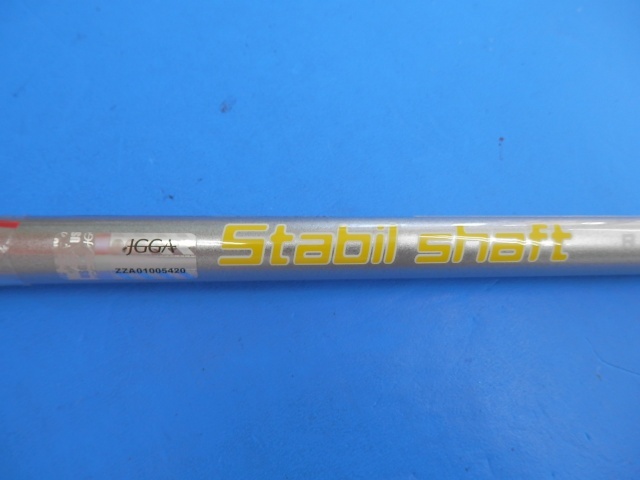 JGGA
ZZA01005420
Stabil shaft
R